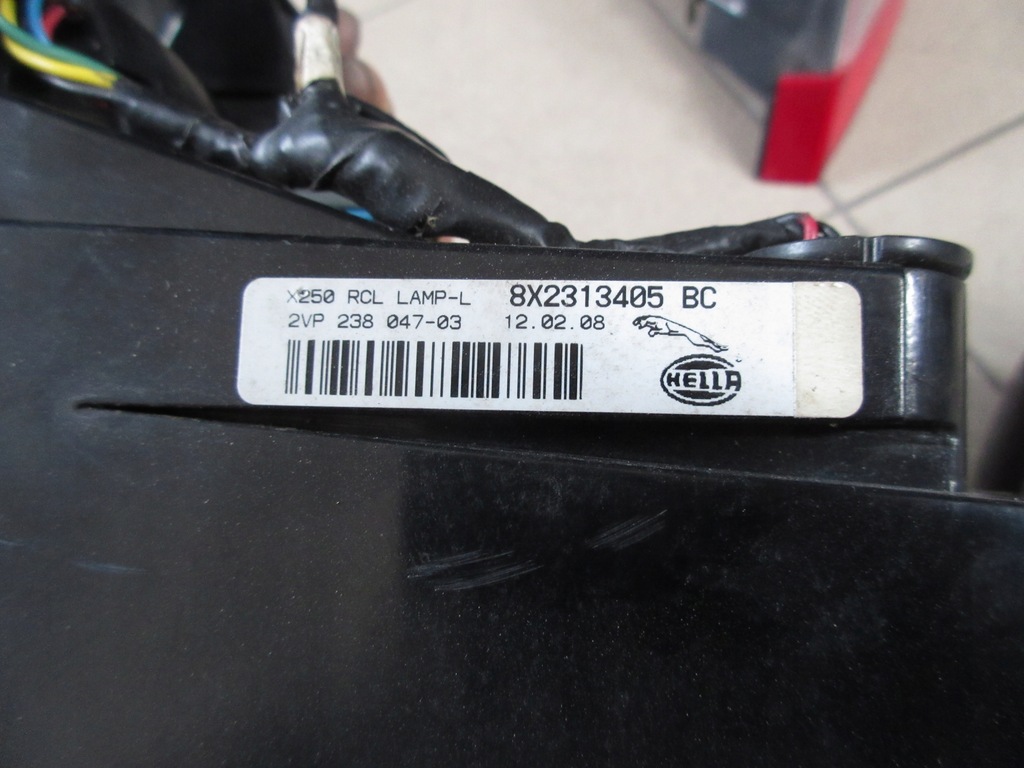 X250 RCL LAMP-L 8X2313405 BC
2VP 238 047-03 12.02.08
HELLA